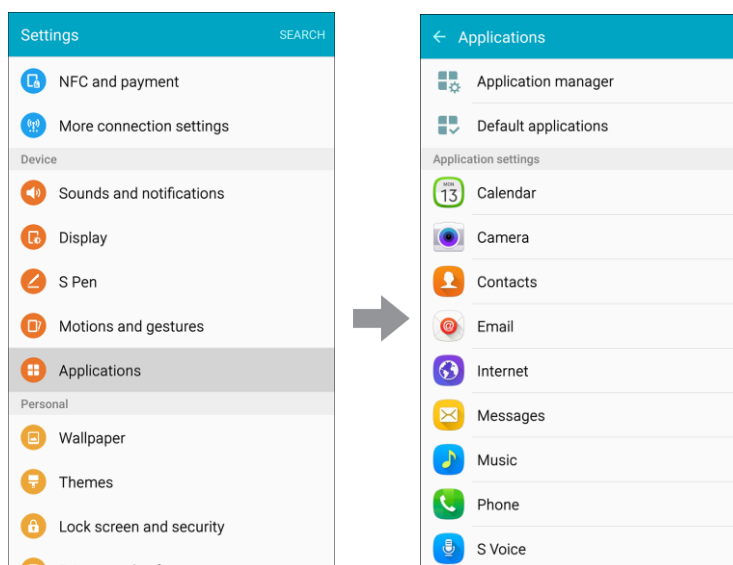 Settings
SEARCH
NFC and payment
More connection settings
Device
Sounds and notifications
Display
S Pen
Motions and gestures
Applications
Personal
Wallpaper
Themes
Lock screen and security
Applications
Application manager
Default applications
Application settings
MON
13
Calendar
Camera
Contacts
@
Email
Internet
Messages
Music
Phone
S Voice